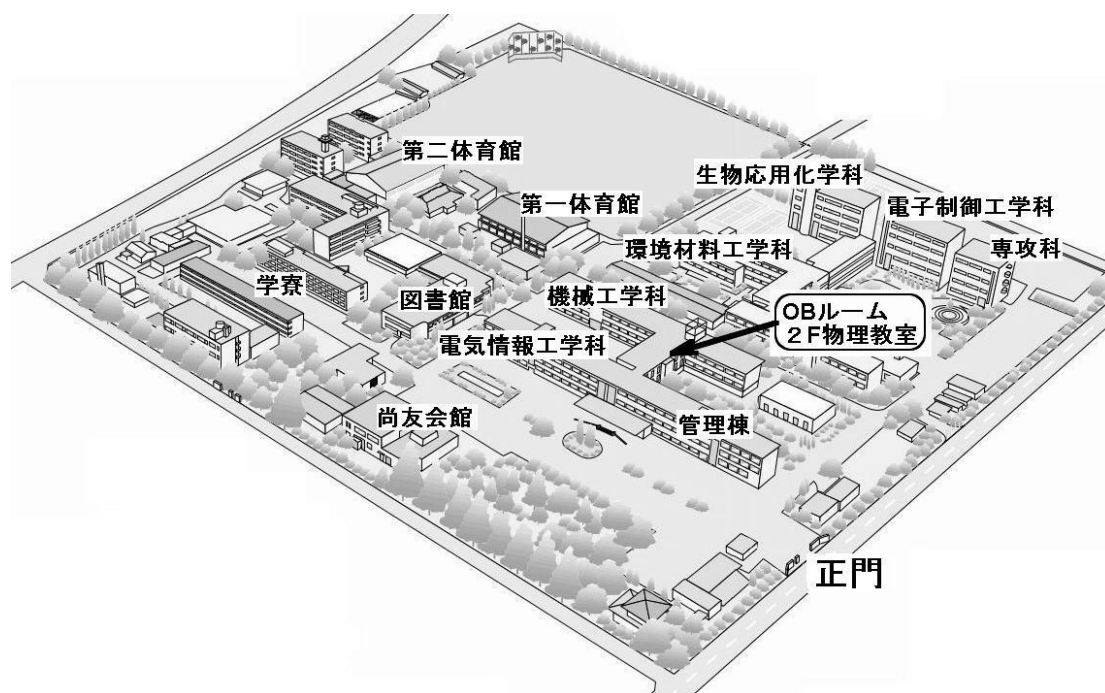 第二体育館
生物応用化学科
第一体育館
電子制御工学科
環境材料工学科
専攻科
学寮
図書館
機械工学科
OBルーム
２Ｆ物理教室
電気情報工学科
尚友会館
管理棟
正門